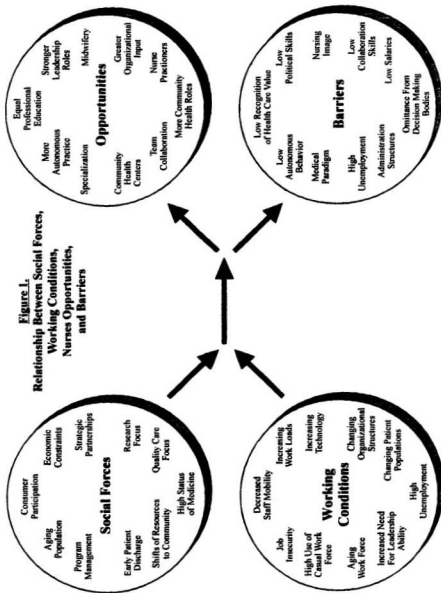 Figure 1.
Relationship Between Social Forces,
Working Conditions,
Nurses Opportunities,
and Barriers
Consumer
Participation
Aging
Population
Economic
Constraints
Program
Management
Strategic
Partnerships
Social Forces
Early Patient
Discharge
Research
Focus
Shifts of Resources
to Community
Quality Care
Focus
High Status
of Medicine
Equal
Professional
Education
More
Autonomous
Practice
Stronger
Leadership
Roles
Specialization
Midwifery
Opportunities
Community
Health
Centers
Greater
Organizational
Input
Team
Collaboration
Nurse
Practitioners
More Community
Health Roles
Decreased
Staff Mobility
Job
Insecurity
Increasing
Work Loads
High Use of
Casual Work
Force
Increasing
Technology
Working
Conditions
Aging
Work Force
Changing
Organizational
Structures
Increased Need
For Leadership
Ability
Changing Patient
Populations
High
Unemployment
Low Recognition
of Health Care Value
Low
Autonomous
Behavior
Low
Political Skills
Medical
Paradigm
Nursing
Image
Barriers
High
Unemployment
Low
Collaboration
Skills
Administration
Structures
Low Salaries
Omittance From
Decision Making
Bodies